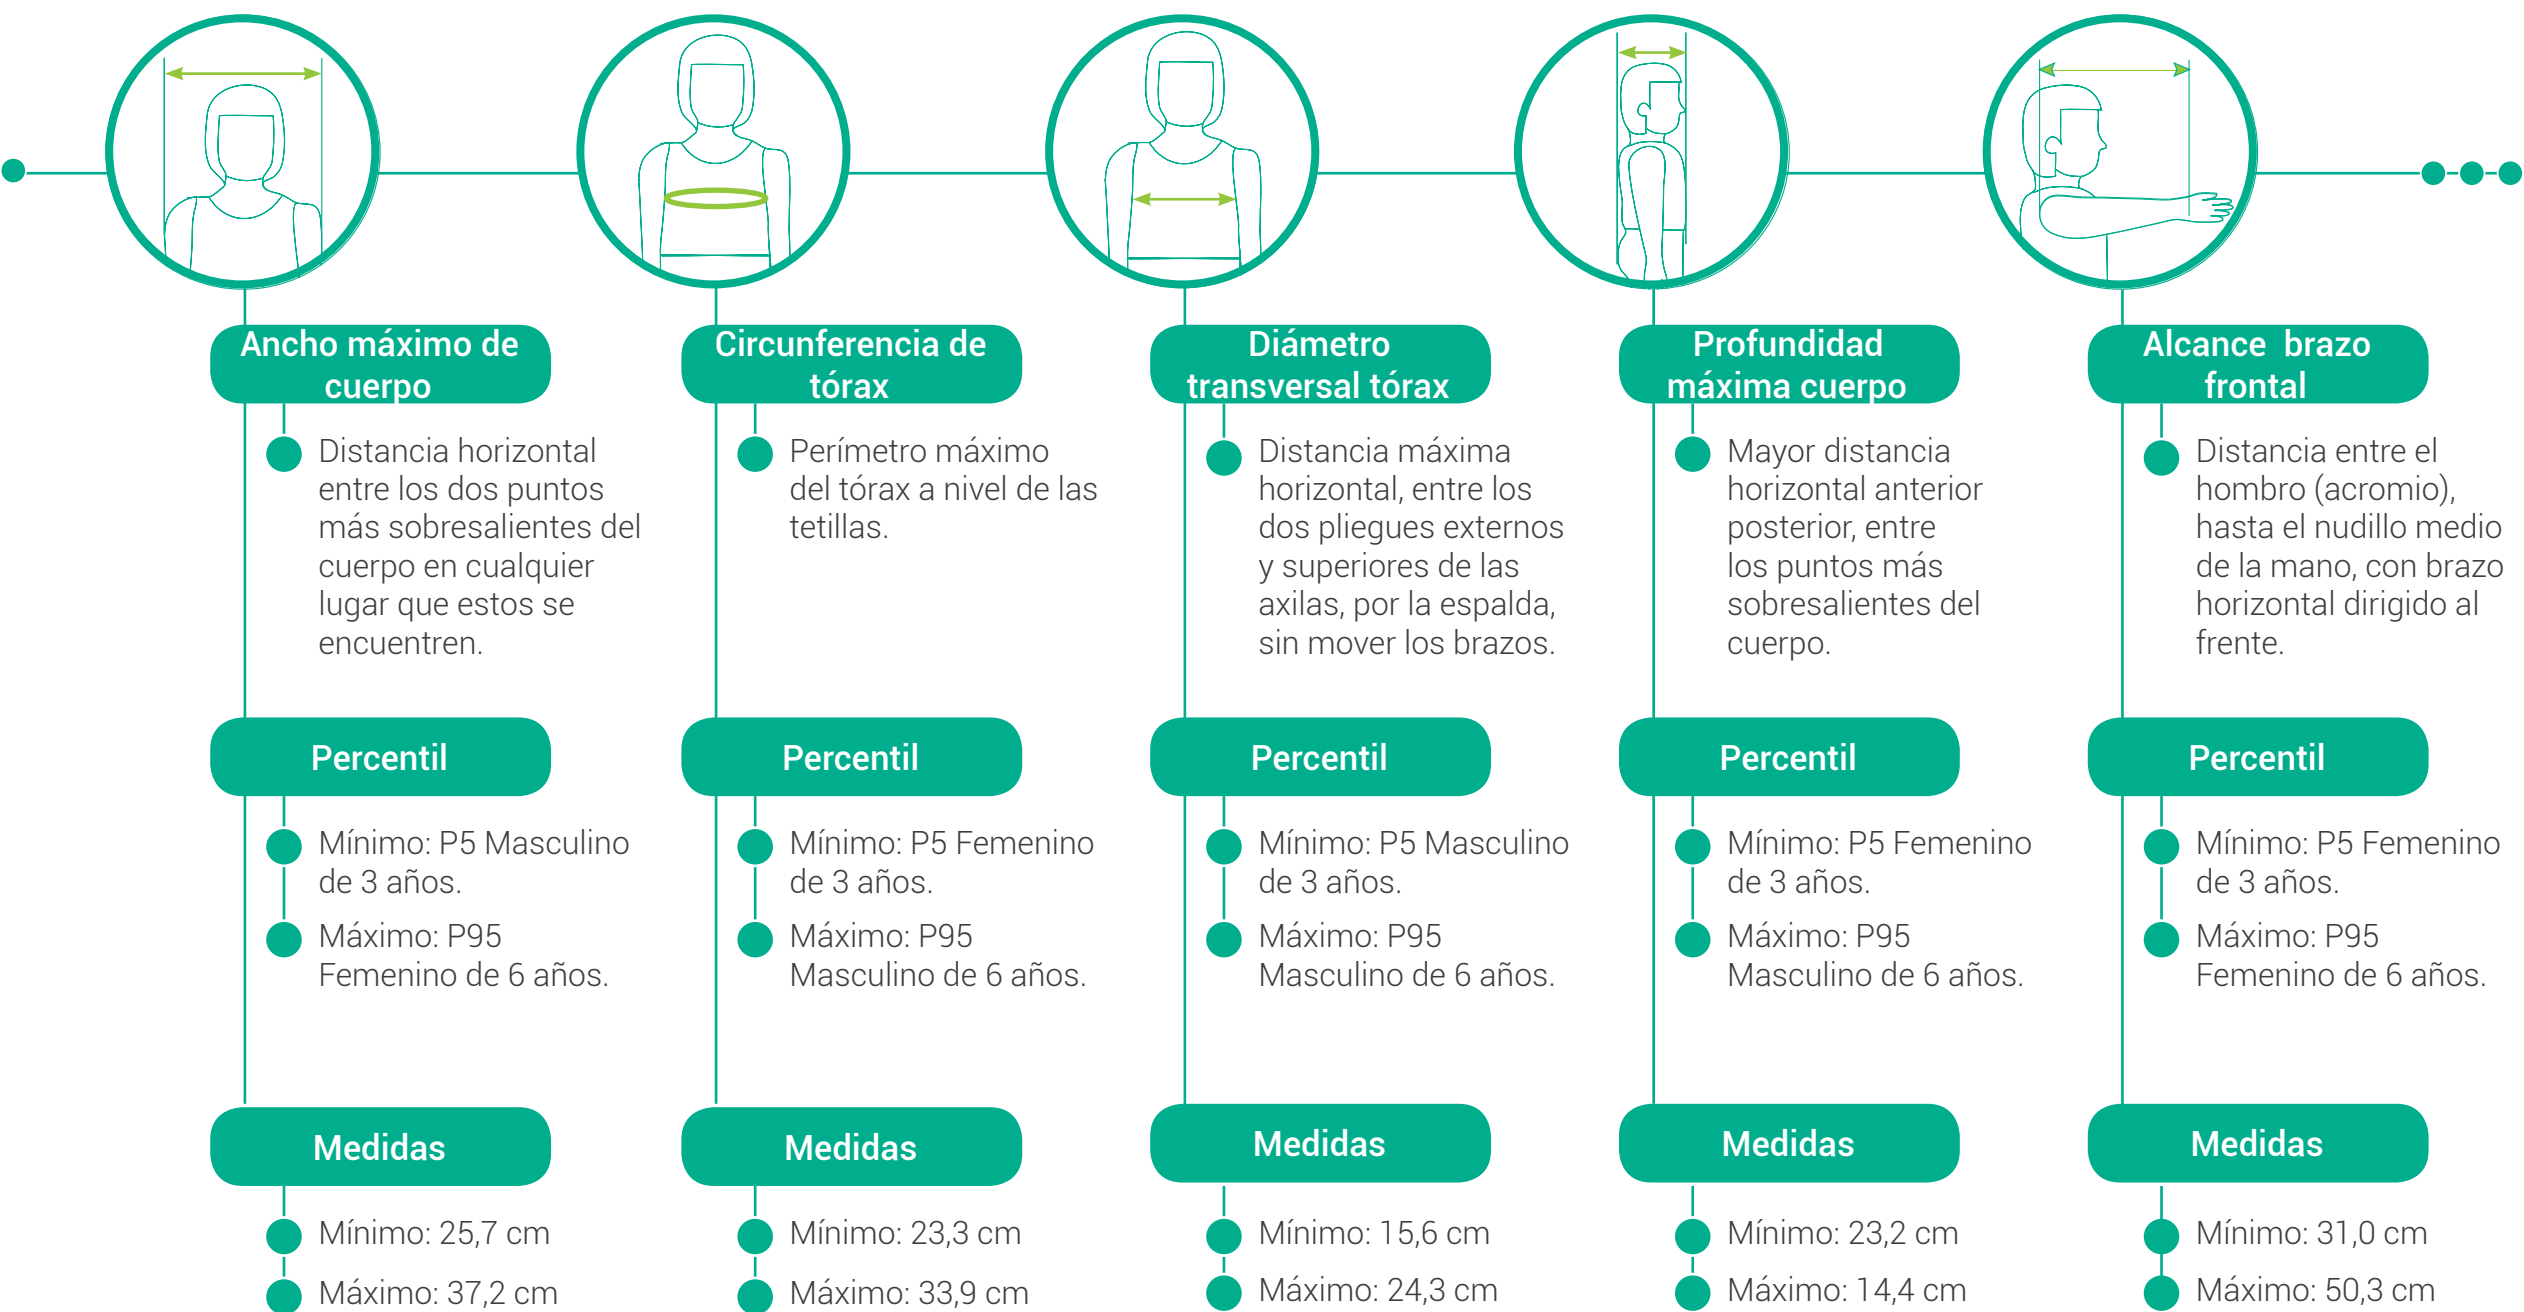 Ancho máximo de
cuerpo
Distancia horizontal
entre los dos puntos
más sobresalientes del
cuerpo en cualquier
lugar que estos se
encuentren.
Percentil
Mínimo: P5 Masculino
de 3 años.
Máximo: P95
Femenino de 6 años.
Medidas
Mínimo: 25,7 cm
Máximo: 37,2 cm
Circunferencia de
tórax
Perímetro máximo
del tórax a nivel de las
tetillas.
Percentil
Mínimo: P5 Femenino
de 3 años.
Máximo: P95
Masculino de 6 años.
Medidas
Mínimo: 23,3 cm
Máximo: 33,9 cm
Diámetro
transversal tórax
Distancia máxima
horizontal, entre los
dos pliegues externos
y superiores de las
axilas, por la espalda,
sin mover los brazos.
Percentil
Mínimo: P5 Masculino
de 3 años.
Máximo: P95
Masculino de 6 años.
Medidas
Mínimo: 15,6 cm
Máximo: 24,3 cm
Profundidad
máxima cuerpo
Mayor distancia
horizontal anterior
posterior, entre
los puntos más
sobresalientes del
cuerpo.
Percentil
Mínimo: P5 Femenino
de 3 años.
Máximo: P95
Masculino de 6 años.
Medidas
Mínimo: 23,2 cm
Máximo: 14,4 cm
Alcance  brazo
frontal
Distancia entre el
hombro (acromio),
hasta el nudillo medio
de la mano, con brazo
horizontal dirigido al
frente.
Percentil
Mínimo: P5 Femenino
de 3 años.
Máximo: P95
Femenino de 6 años.
Medidas
Mínimo: 31,0 cm
Máximo: 50,3 cm